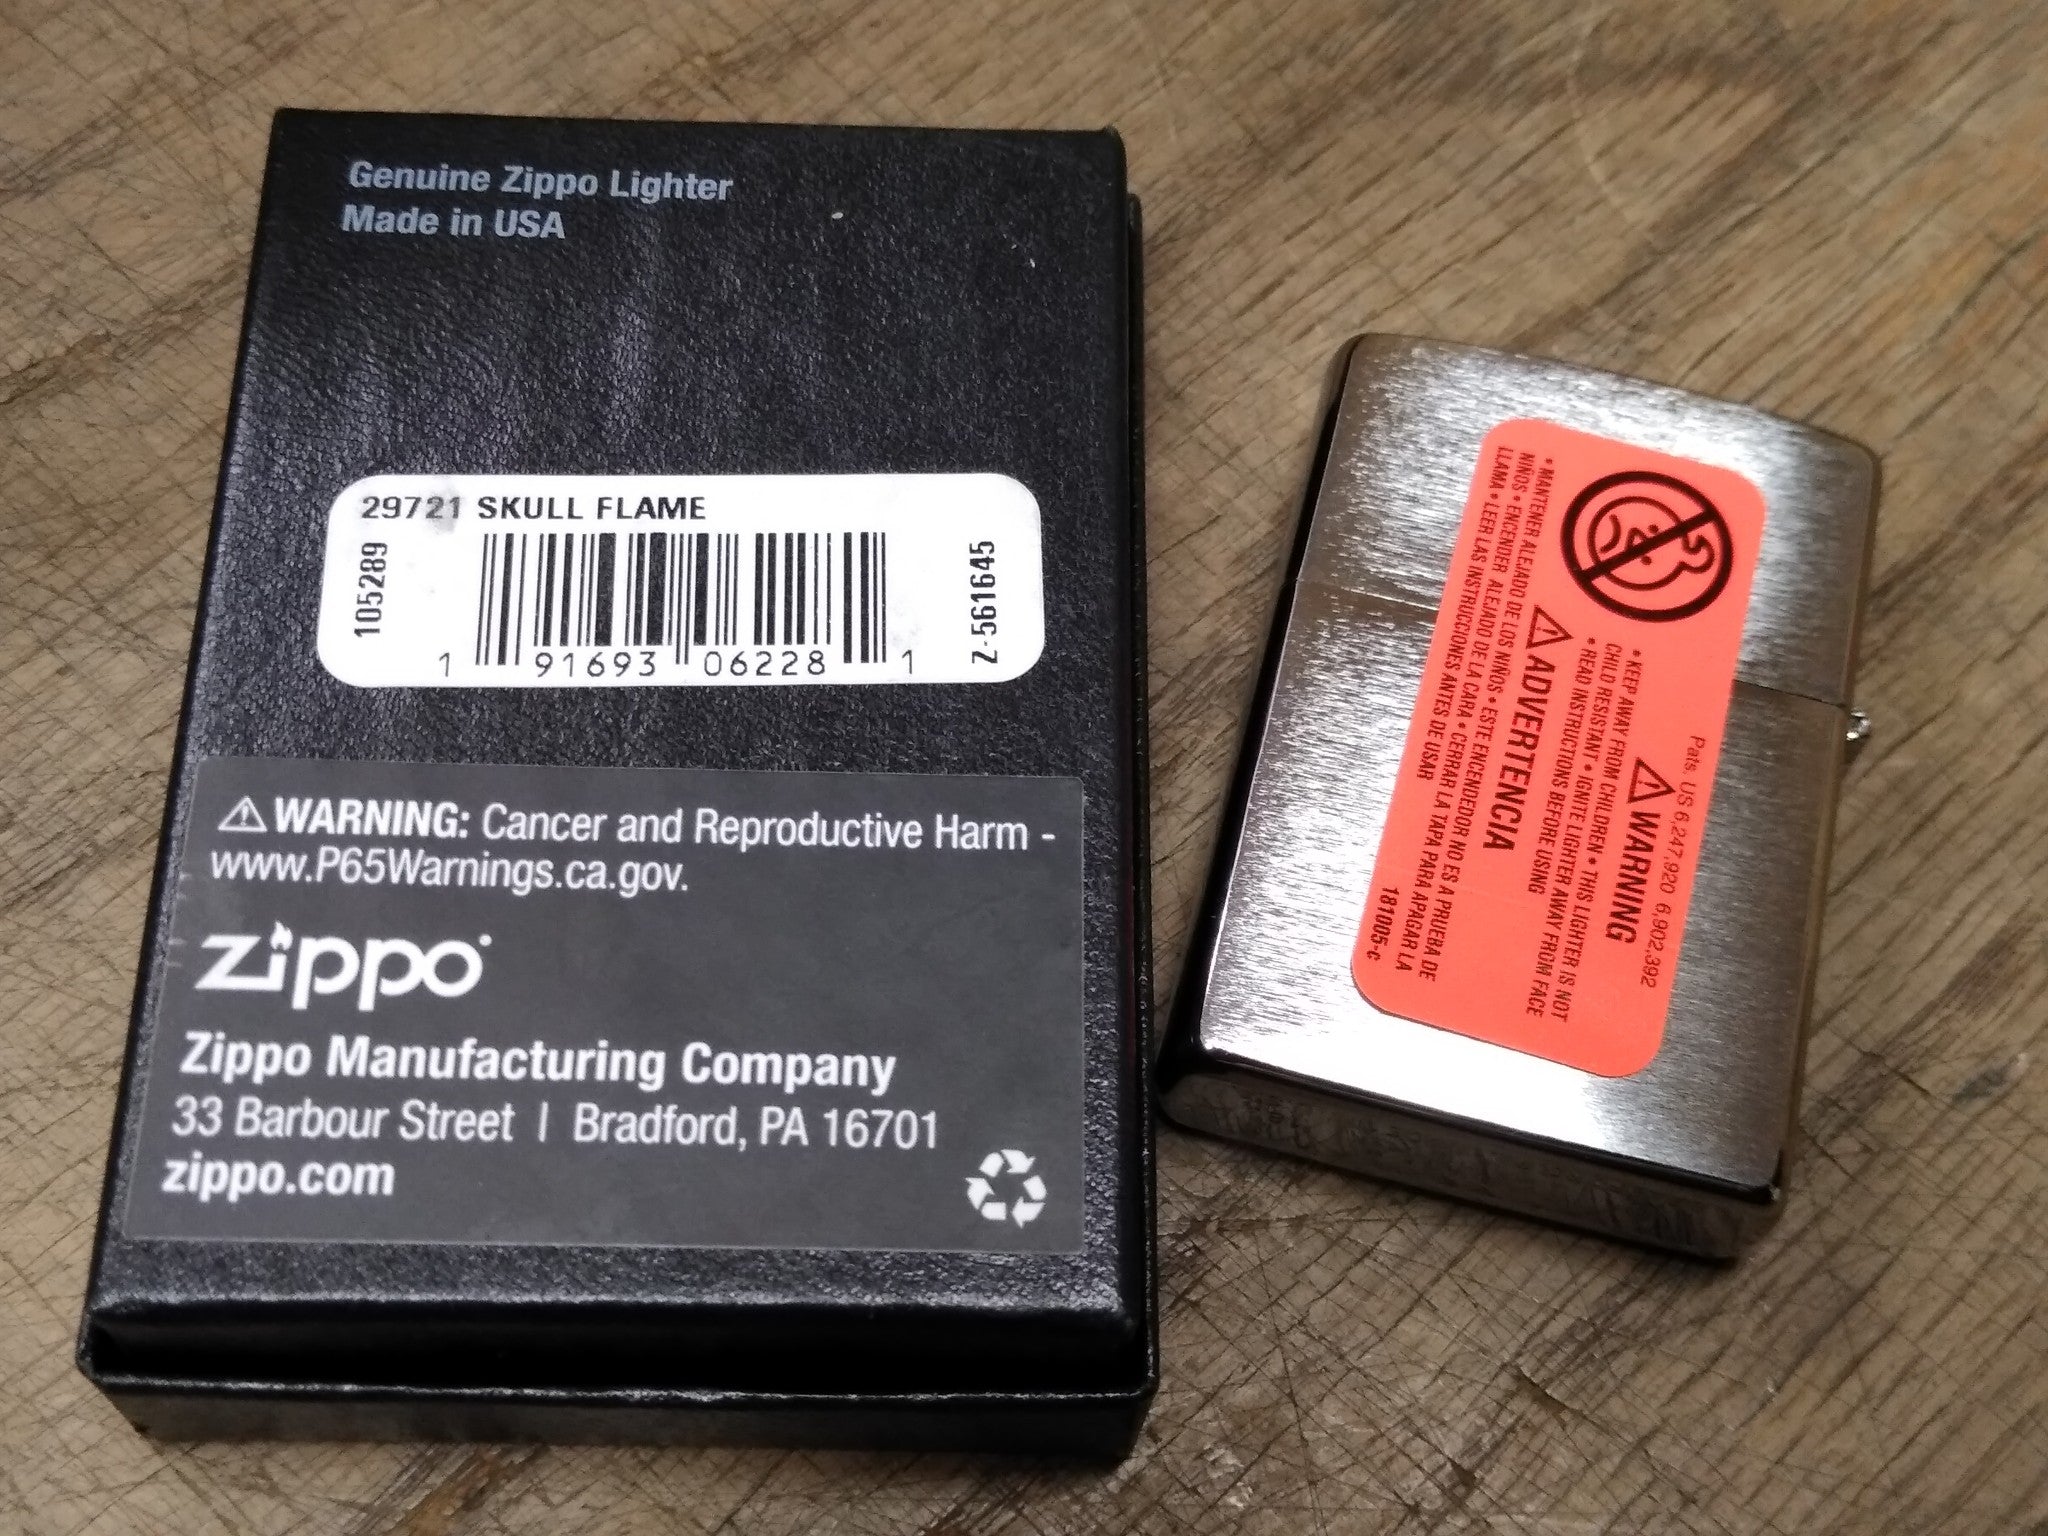 Genuine Zippo Lighter
Made in USA
29721 SKULL FLAME
105289
Z-561645
1 91693 06228 1
WARNING: Cancer and Reproductive Harm -
www.P65Warnings.ca.gov.
zippo
Zippo Manufacturing Company
33 Barbour Street | Bradford, PA 16701
zippo.com
Pats. US 6,247,920 6,902,392
WARNING
• KEEP AWAY FROM CHILDREN • THIS LIGHTER IS NOT
CHILD RESISTANT • IGNITE LIGHTER AWAY FROM FACE
• READ INSTRUCTIONS BEFORE USING
ADVERTENCIA
• MANTENER ALEJADO DE LOS NIÑOS • ESTE ENCENDEDOR NO ES A PRUEBA DE
NIÑOS • ENCENDER ALEJADO DE LA CARA • CERRAR LA TAPA PARA APAGAR LA
LLAMA • LEER LAS INSTRUCCIONES ANTES DE USAR
181005-c